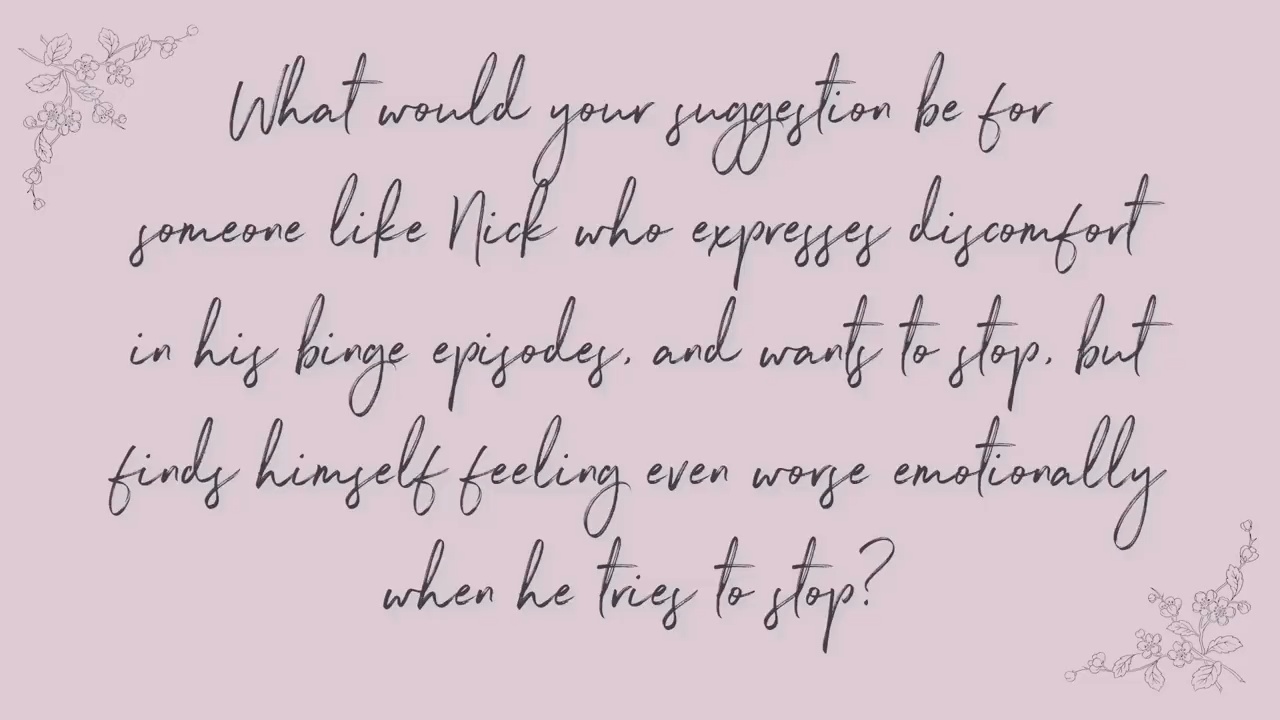 What would your suggestion be for
someone like Nick who expresses discomfort
in his binge episodes, and wants to stop, but
finds himself feeling even worse emotionally
when he tries to stop?